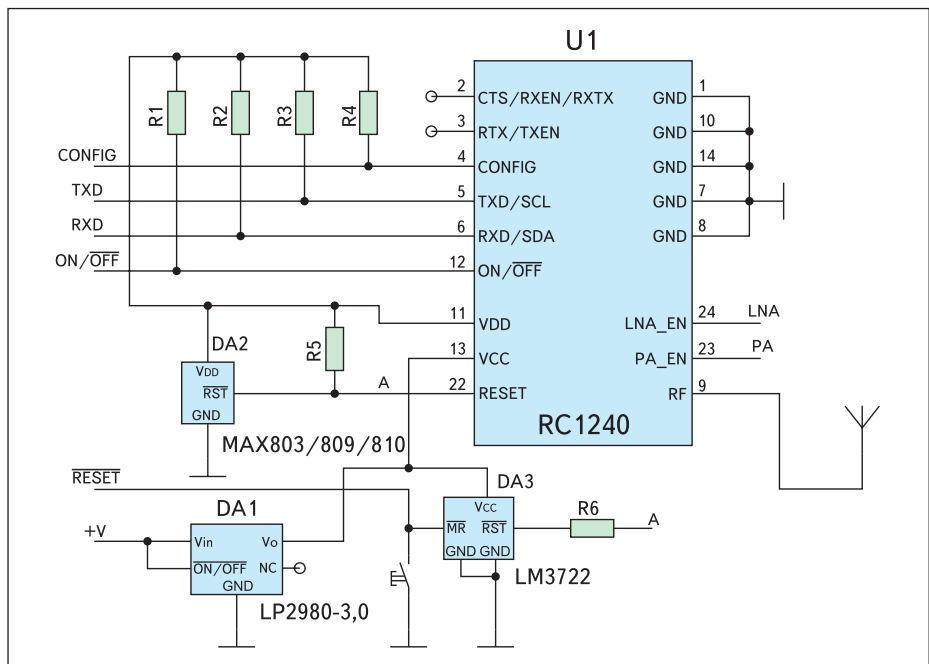 U1
R1
R2
R3
R4
2
CTS/RXEN/RXTX
GND
1
3
RTX/TXEN
GND
10
CONFIG
4
CONFIG
GND
14
TXD
5
TXD/SCL
GND
7
RXD
6
RXD/SDA
GND
8
ON/OFF
12
ON/OFF
11
VDD
LNA_EN
24
LNA
DA2
R5
13
VCC
PA_EN
23
PA
VDD
RST
GND
A
22
RESET
RF
9
RC1240
MAX803/809/810
RESET
DA1
DA3
+V
Vin
Vo
ON/OFF
NC
GND
LP2980-3,0
VCC
MR
RST
GND
GND
R6
A
LM3722